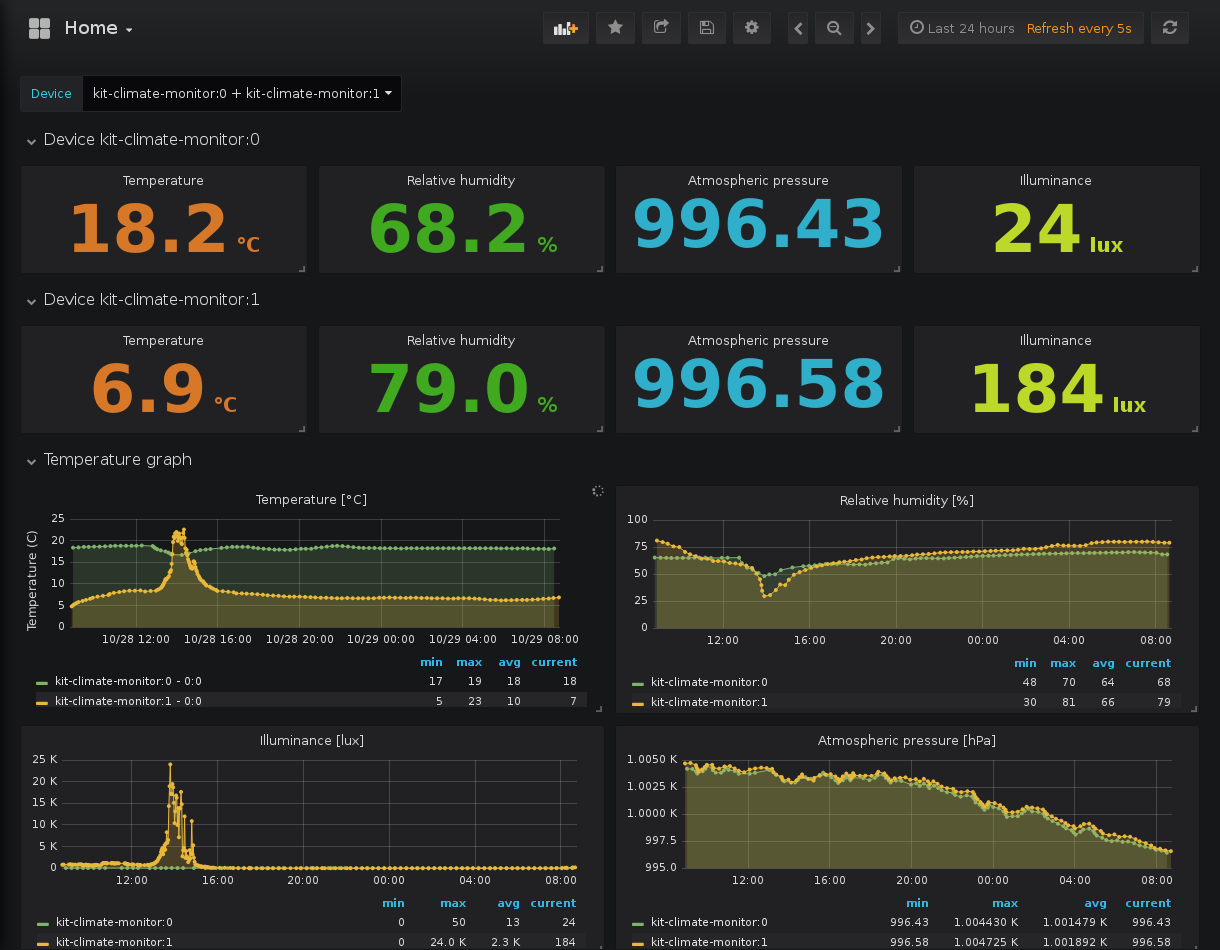 Home
Last 24 hours Refresh every 5s
Device kit-climate-monitor:0 + kit-climate-monitor:1
Device kit-climate-monitor:0
Temperature Relative humidity Atmospheric pressure Illuminance
18.2 °C 68.2 % 996.43 24 lux
Device kit-climate-monitor:1
Temperature Relative humidity Atmospheric pressure Illuminance
6.9 °C 79.0 % 996.58 184 lux
Temperature graph
Temperature [°C]
Temperature (C)
25
20
15
10
5
0
10/28 12:00 10/28 16:00 10/28 20:00 10/29 00:00 10/29 04:00 10/29 08:00
min max avg current
kit-climate-monitor:0 - 0:0 17 19 18 18
kit-climate-monitor:1 - 0:0 5 23 10 7
Relative humidity [%]
100
75
50
25
0
12:00 16:00 20:00 00:00 04:00 08:00
min max avg current
kit-climate-monitor:0 48 70 64 68
kit-climate-monitor:1 30 81 66 79
Illuminance [lux]
25 K
20 K
15 K
10 K
5 K
0
12:00 16:00 20:00 00:00 04:00 08:00
min max avg current
kit-climate-monitor:0 0 50 13 24
kit-climate-monitor:1 0 24.0 K 2.3 K 184
Atmospheric pressure [hPa]
1.0050 K
1.0025 K
1.0000 K
997.5
995.0
12:00 16:00 20:00 00:00 04:00 08:00
min max avg current
kit-climate-monitor:0 996.43 1.004430 K 1.001479 K 996.43
kit-climate-monitor:1 996.58 1.004725 K 1.001892 K 996.58